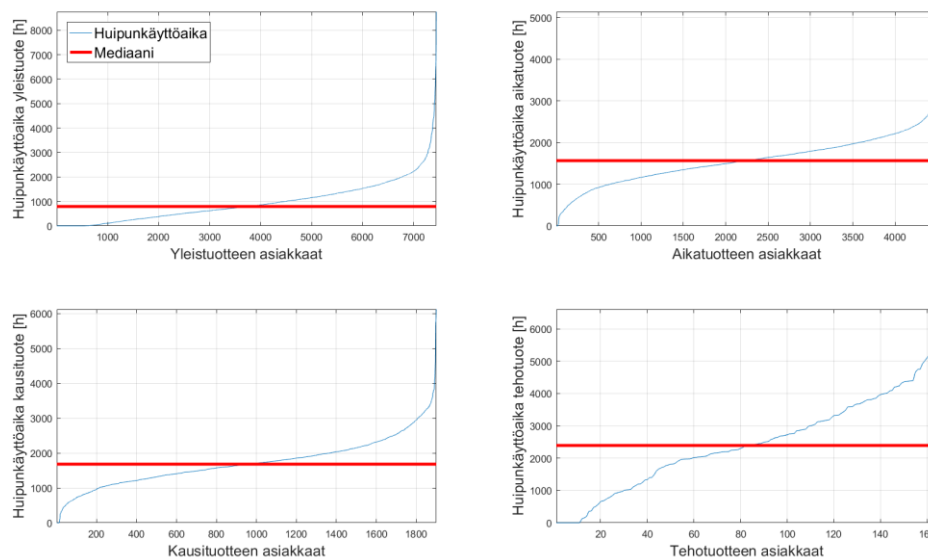 Huipunkäyttöaika yleistuote [h]
8000
7000
6000
5000
4000
3000
2000
1000
0
Huipunkäyttöaika
Mediaani
1000 2000 3000 4000 5000 6000 7000
Yleistuotteen asiakkaat
Huipunkäyttöaika aikatuote [h]
5000
4000
3000
2000
1000
0
500 1000 1500 2000 2500 3000 3500 4000
Aikatuotteen asiakkaat
Huipunkäyttöaika kausituote [h]
6000
5000
4000
3000
2000
1000
0
200 400 600 800 1000 1200 1400 1600 1800
Kausituotteen asiakkaat
Huipunkäyttöaika tehotuote [h]
6000
5000
4000
3000
2000
1000
0
20 40 60 80 100 120 140 160
Tehotuotteen asiakkaat